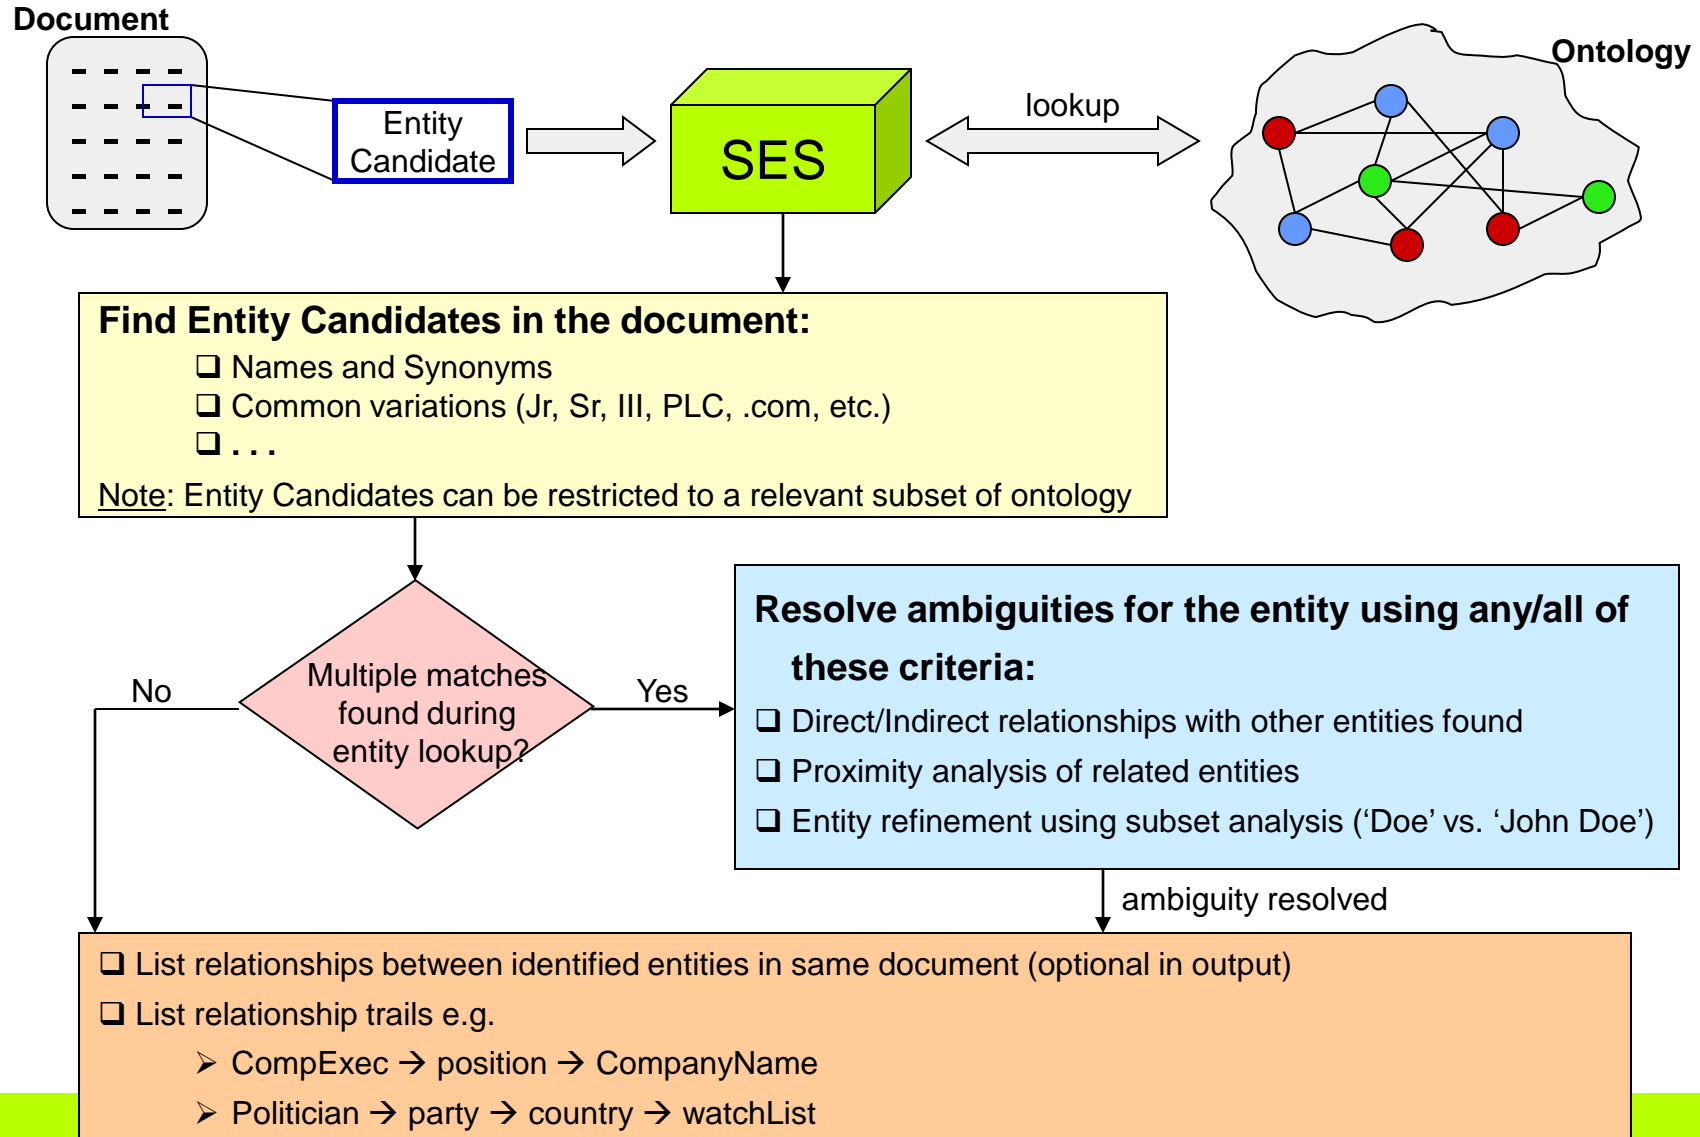 Document
Ontology
Entity
Candidate
SES
lookup
Find Entity Candidates in the document:
❑ Names and Synonyms
❑ Common variations (Jr, Sr, III, PLC, .com, etc.)
❑ . . .
Note: Entity Candidates can be restricted to a relevant subset of ontology
Multiple matches
found during
entity lookup?
No
Yes
Resolve ambiguities for the entity using any/all of
these criteria:
❑ Direct/Indirect relationships with other entities found
❑ Proximity analysis of related entities
❑ Entity refinement using subset analysis (‘Doe’ vs. ‘John Doe’)
ambiguity resolved
❑ List relationships between identified entities in same document (optional in output)
❑ List relationship trails e.g.
➢ CompExec → position → CompanyName
➢ Politician → party → country → watchList